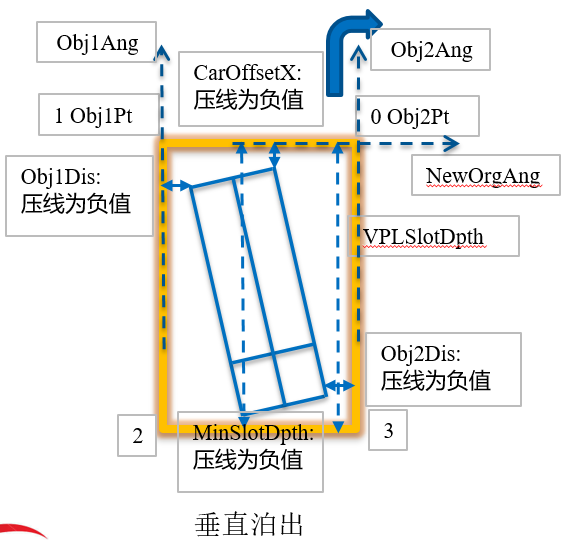 Obj1Ang
Obj2Ang
CarOffsetX:
压线为负值
1 Obj1Pt
0 Obj2Pt
Obj1Dis:
压线为负值
NewOrgAng
VPLSlotDpth
Obj2Dis:
压线为负值
2
MinSlotDpth:
压线为负值
3
垂直泊出